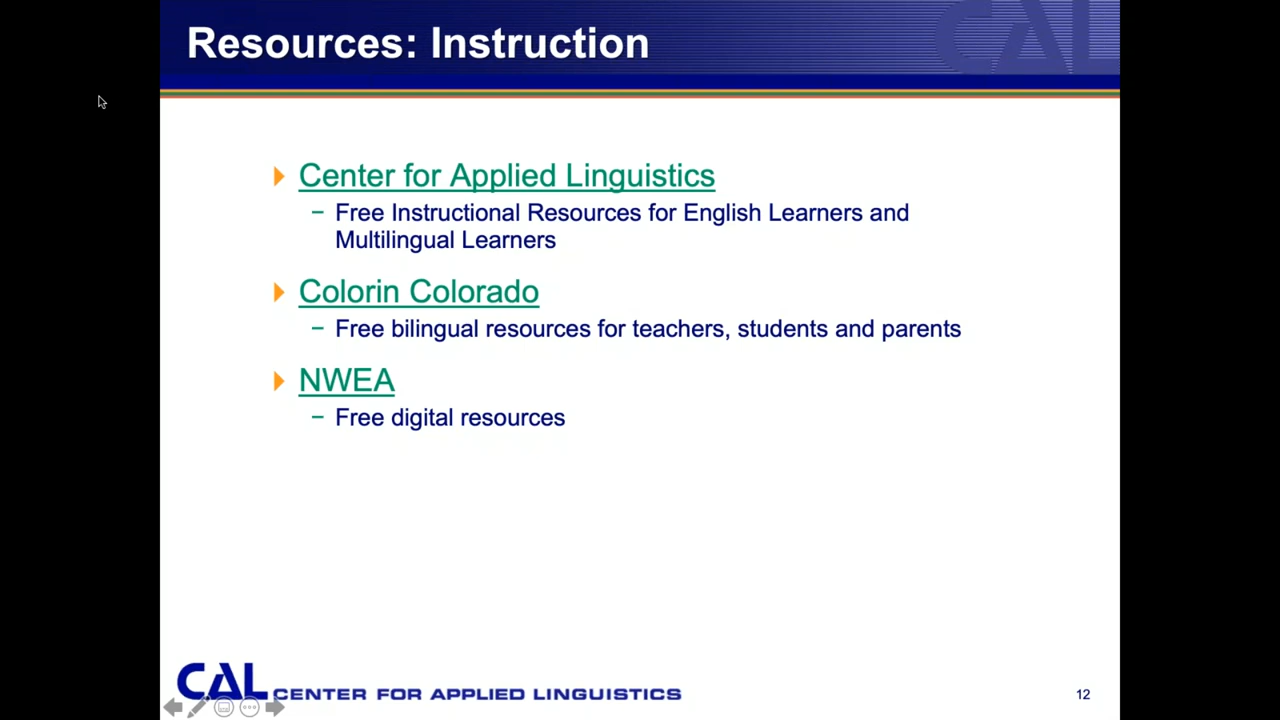 Resources: Instruction
CAL
Center for Applied Linguistics
– Free Instructional Resources for English Learners and
Multilingual Learners
Colorin Colorado
– Free bilingual resources for teachers, students and parents
NWEA
– Free digital resources
CAL CENTER FOR APPLIED LINGUISTICS
12